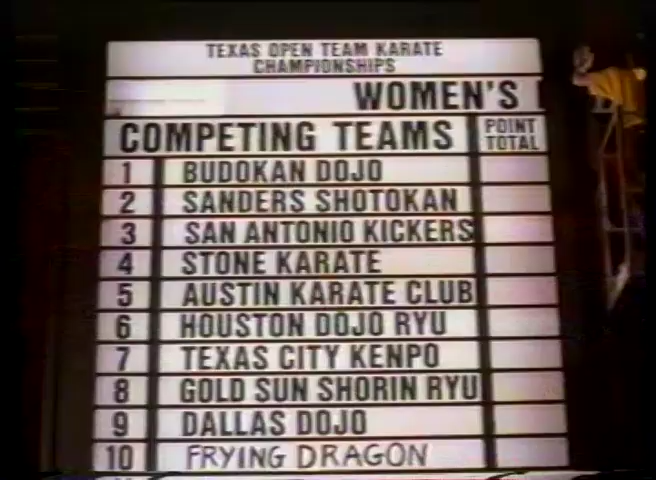 TEXAS OPEN TEAM KARATE
CHAMPIONSHIPS
WOMEN'S
COMPETING TEAMS
POINT
TOTAL
1 BUDOKAN DOJO
2 SANDERS SHOTOKAN
3 SAN ANTONIO KICKERS
4 STONE KARATE
5 AUSTIN KARATE CLUB
6 HOUSTON DOJO RYU
7 TEXAS CITY KENPO
8 GOLD SUN SHORIN RYU
9 DALLAS DOJO
10 FRYING DRAGON